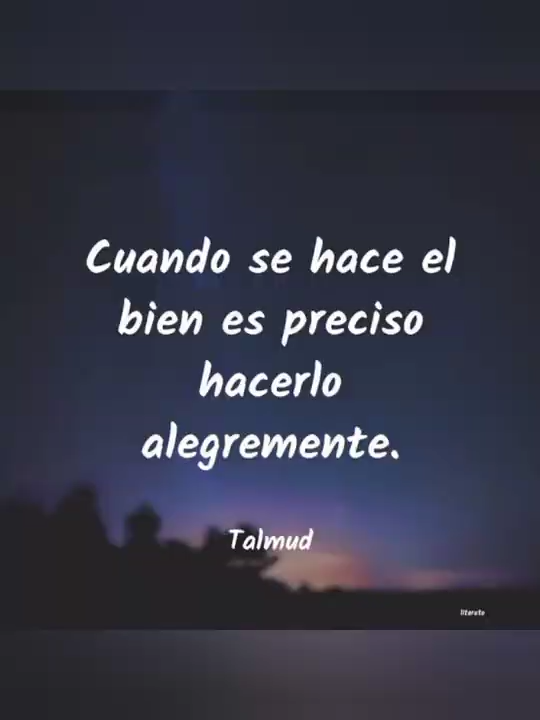 Cuando se hace el
bien es preciso
hacerlo
alegremente.
Talmud
literato